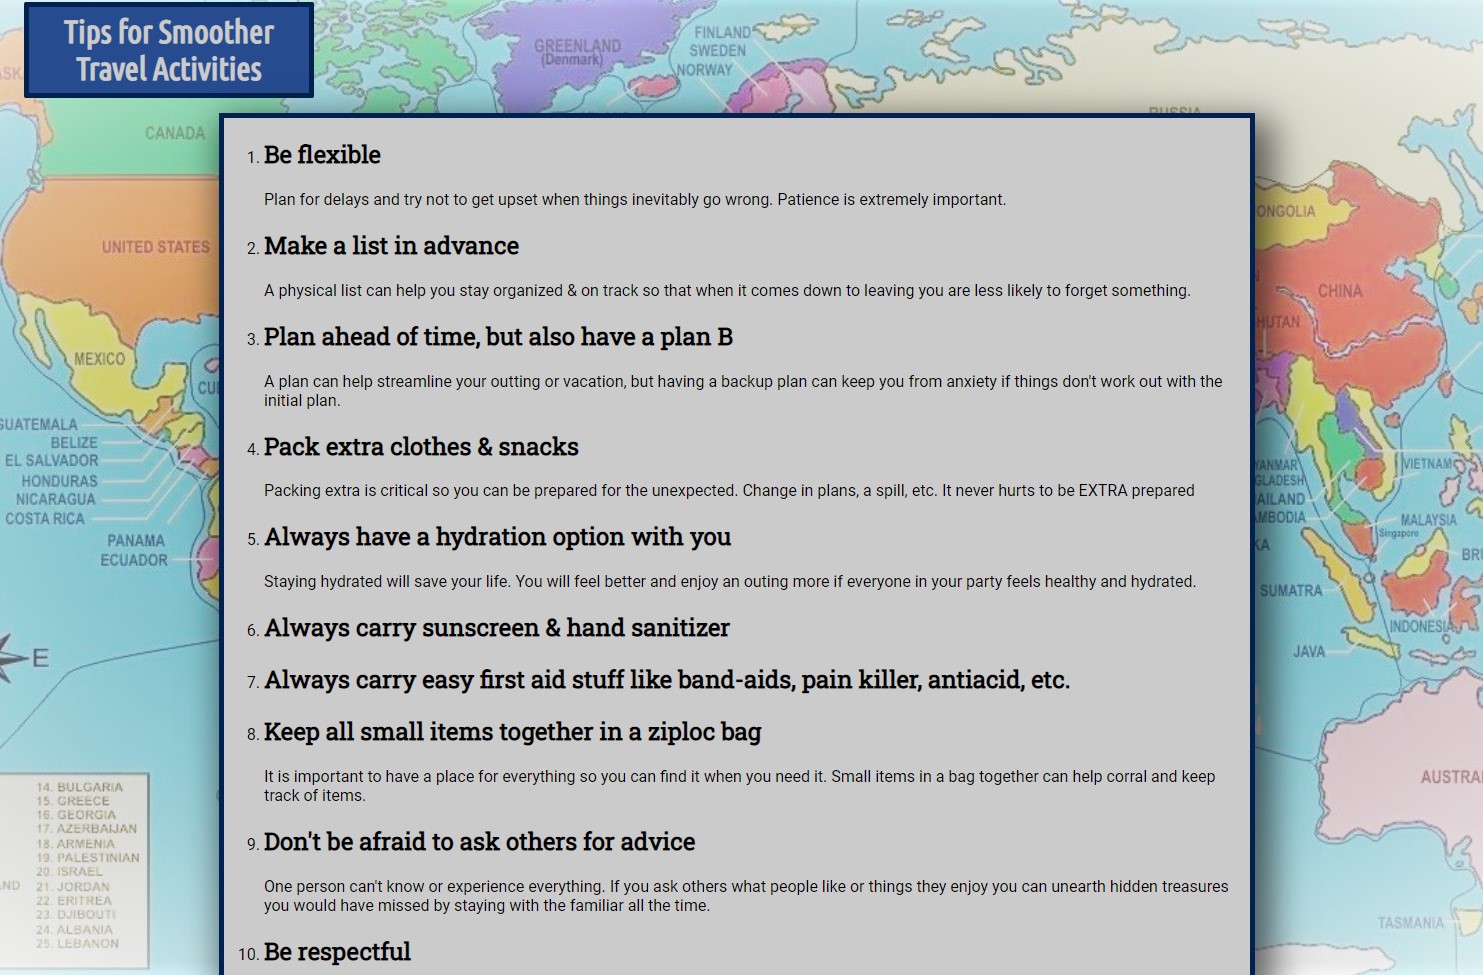 Tips for Smoother
Travel Activities
1. Be flexible
Plan for delays and try not to get upset when things inevitably go wrong. Patience is extremely important.
2. Make a list in advance
A physical list can help you stay organized & on track so that when it comes down to leaving you are less likely to forget something.
3. Plan ahead of time, but also have a plan B
A plan can help streamline your outting or vacation, but having a backup plan can keep you from anxiety if things don't work out with the
initial plan.
4. Pack extra clothes & snacks
Packing extra is critical so you can be prepared for the unexpected. Change in plans, a spill, etc. It never hurts to be EXTRA prepared
5. Always have a hydration option with you
Staying hydrated will save your life. You will feel better and enjoy an outing more if everyone in your party feels healthy and hydrated.
6. Always carry sunscreen & hand sanitizer
7. Always carry easy first aid stuff like band-aids, pain killer, antiacid, etc.
8. Keep all small items together in a ziploc bag
It is important to have a place for everything so you can find it when you need it. Small items in a bag together can help corral and keep
track of items.
9. Don't be afraid to ask others for advice
One person can't know or experience everything. If you ask others what people like or things they enjoy you can unearth hidden treasures
you would have missed by staying with the familiar all the time.
10. Be respectful
GREENLAND
(Denmark)
FINLAND
SWEDEN
NORWAY
RUSSIA
CANADA
UNITED STATES
MEXICO
GUATEMALA
BELIZE
EL SALVADOR
HONDURAS
NICARAGUA
COSTA RICA
PANAMA
ECUADOR
E
14. BULGARIA
15. GREECE
16. GEORGIA
17. AZERBAIJAN
18. ARMENIA
19. PALESTINIAN
20. ISRAEL
21. JORDAN
22. ERITREA
23. DJIBOUTI
24. ALBANIA
25. LEBANON
ONGOLIA
CHINA
HUTAN
YANMAR
GLADESH
AILAND
MBODIA
VIETNAM
MALAYSIA
Singapore
KA
BR
SUMATRA
INDONESIA
JAVA
AUSTRA
TASMANIA